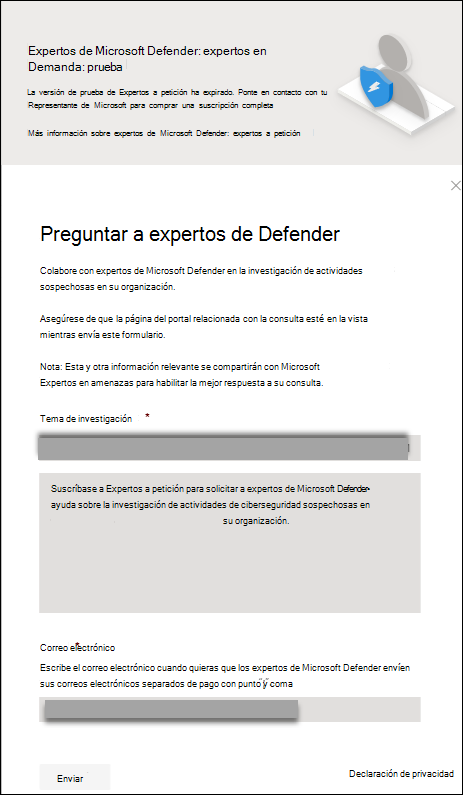 Expertos de Microsoft Defender: expertos en
Demanda: prueba
La versión de prueba de Expertos a petición ha expirado. Ponte en contacto con tu
Representante de Microsoft para comprar una suscripción completa
Más información sobre expertos de Microsoft Defender: expertos a petición
Preguntar a expertos de Defender
Colabore con expertos de Microsoft Defender en la investigación de actividades
sospechosas en su organización.
Asegúrese de que la página del portal relacionada con la consulta esté en la vista
mientras envía este formulario.
Nota: Esta y otra información relevante se compartirán con Microsoft
Expertos en amenazas para habilitar la mejor respuesta a su consulta.
Tema de investigación *
Suscríbase a Expertos a petición para solicitar a expertos de Microsoft Defender
ayuda sobre la investigación de actividades de ciberseguridad sospechosas en
su organización.
Correo electrónico *
Escribe el correo electrónico cuando quieras que los expertos de Microsoft Defender envíen
sus correos electrónicos separados de pago con punto y coma
Enviar
Declaración de privacidad